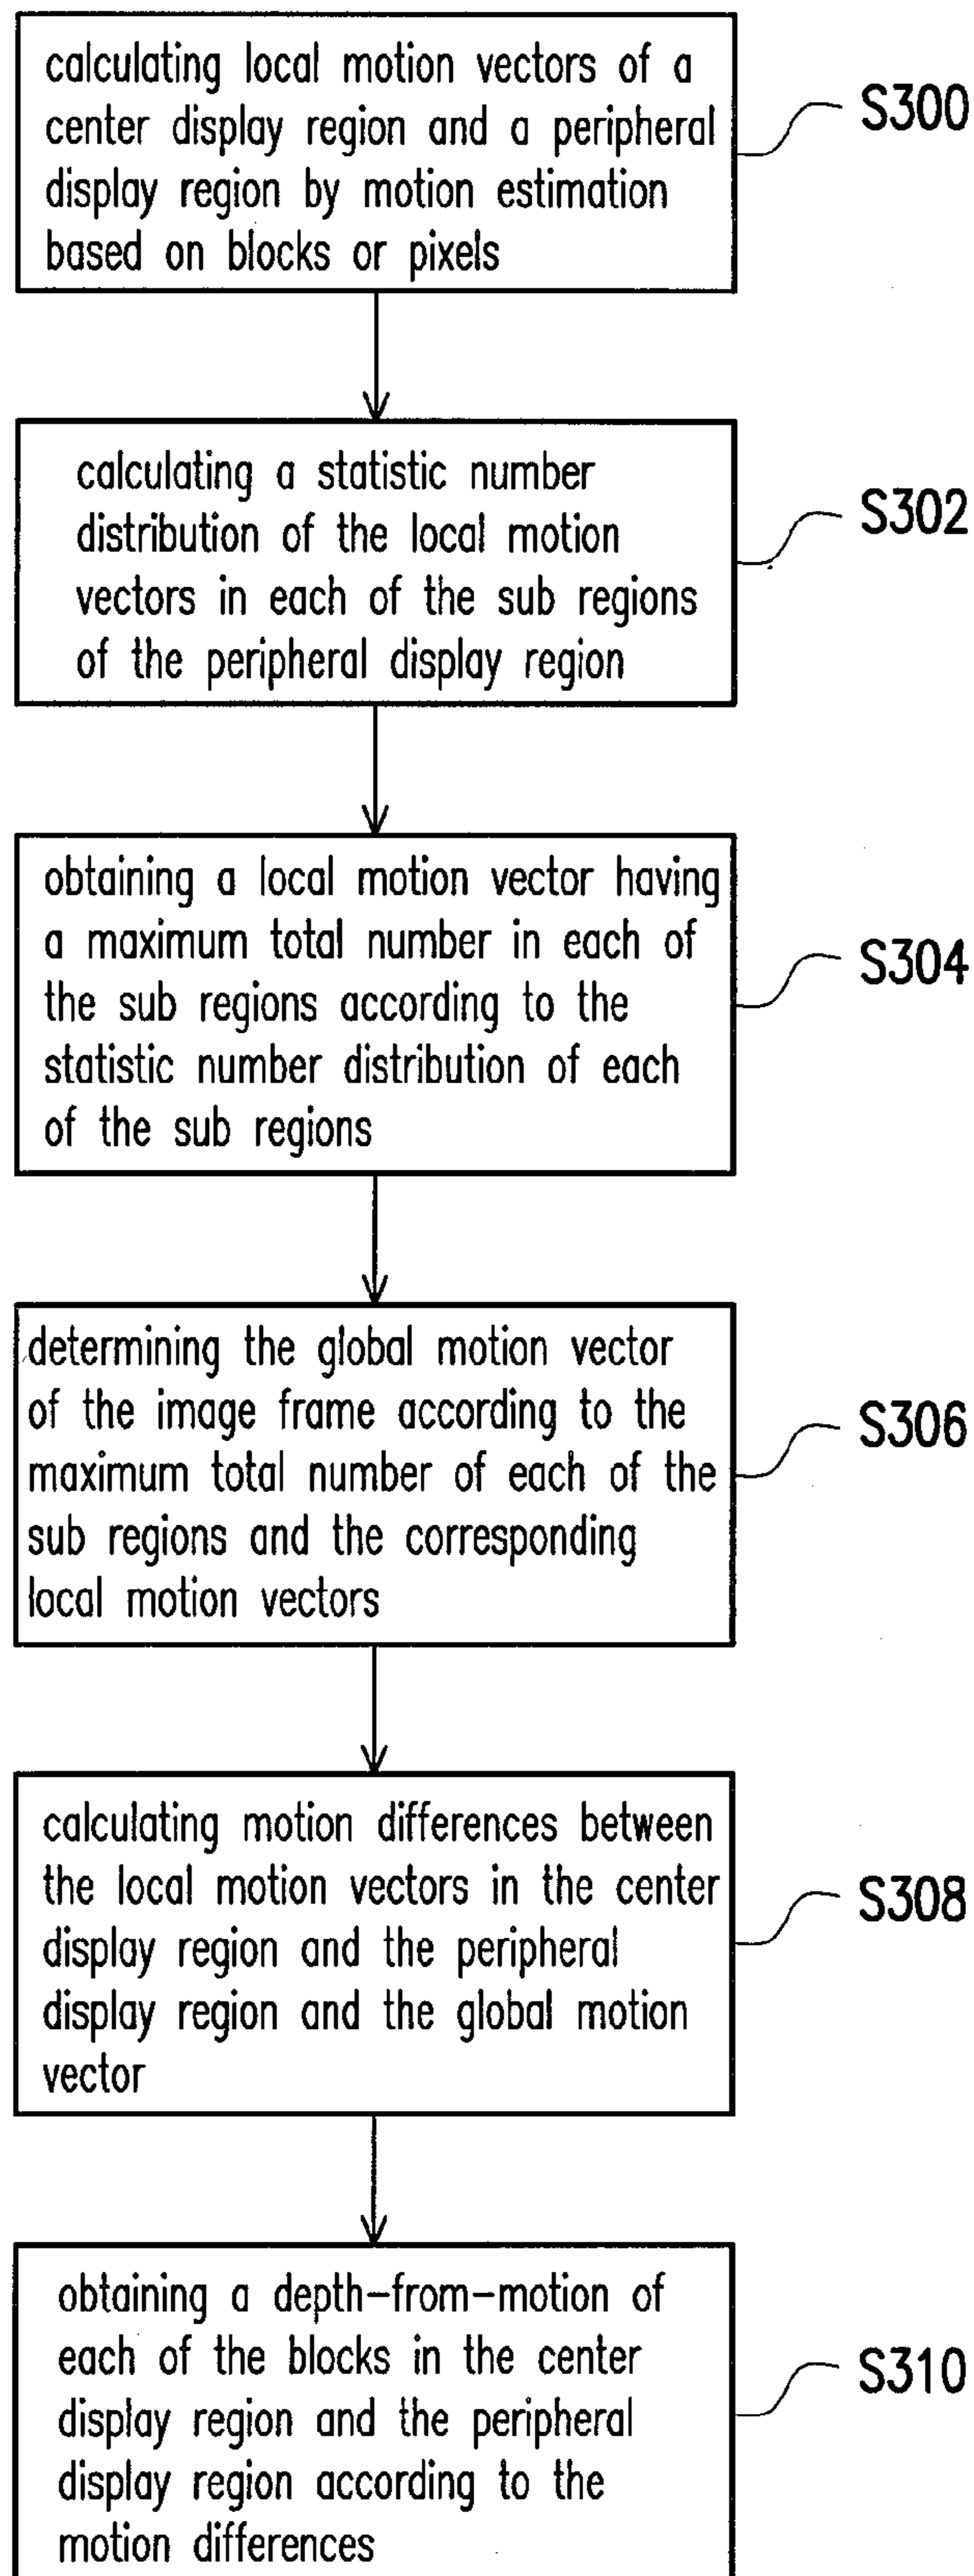 calculating local motion vectors of a
center display region and a peripheral
display region by motion estimation
based on blocks or pixels
S300
calculating a statistic number
distribution of the local motion
vectors in each of the sub regions
of the peripheral display region
S302
obtaining a local motion vector having
a maximum total number in each of
the sub regions according to the
statistic number distribution of each
of the sub regions
S304
determining the global motion vector
of the image frame according to the
maximum total number of each of the
sub regions and the corresponding
local motion vectors
S306
calculating motion differences between
the local motion vectors in the center
display region and the peripheral
display region and the global motion
vector
S308
obtaining a depth-from-motion of
each of the blocks in the center
display region and the peripheral
display region according to the
motion differences
S310